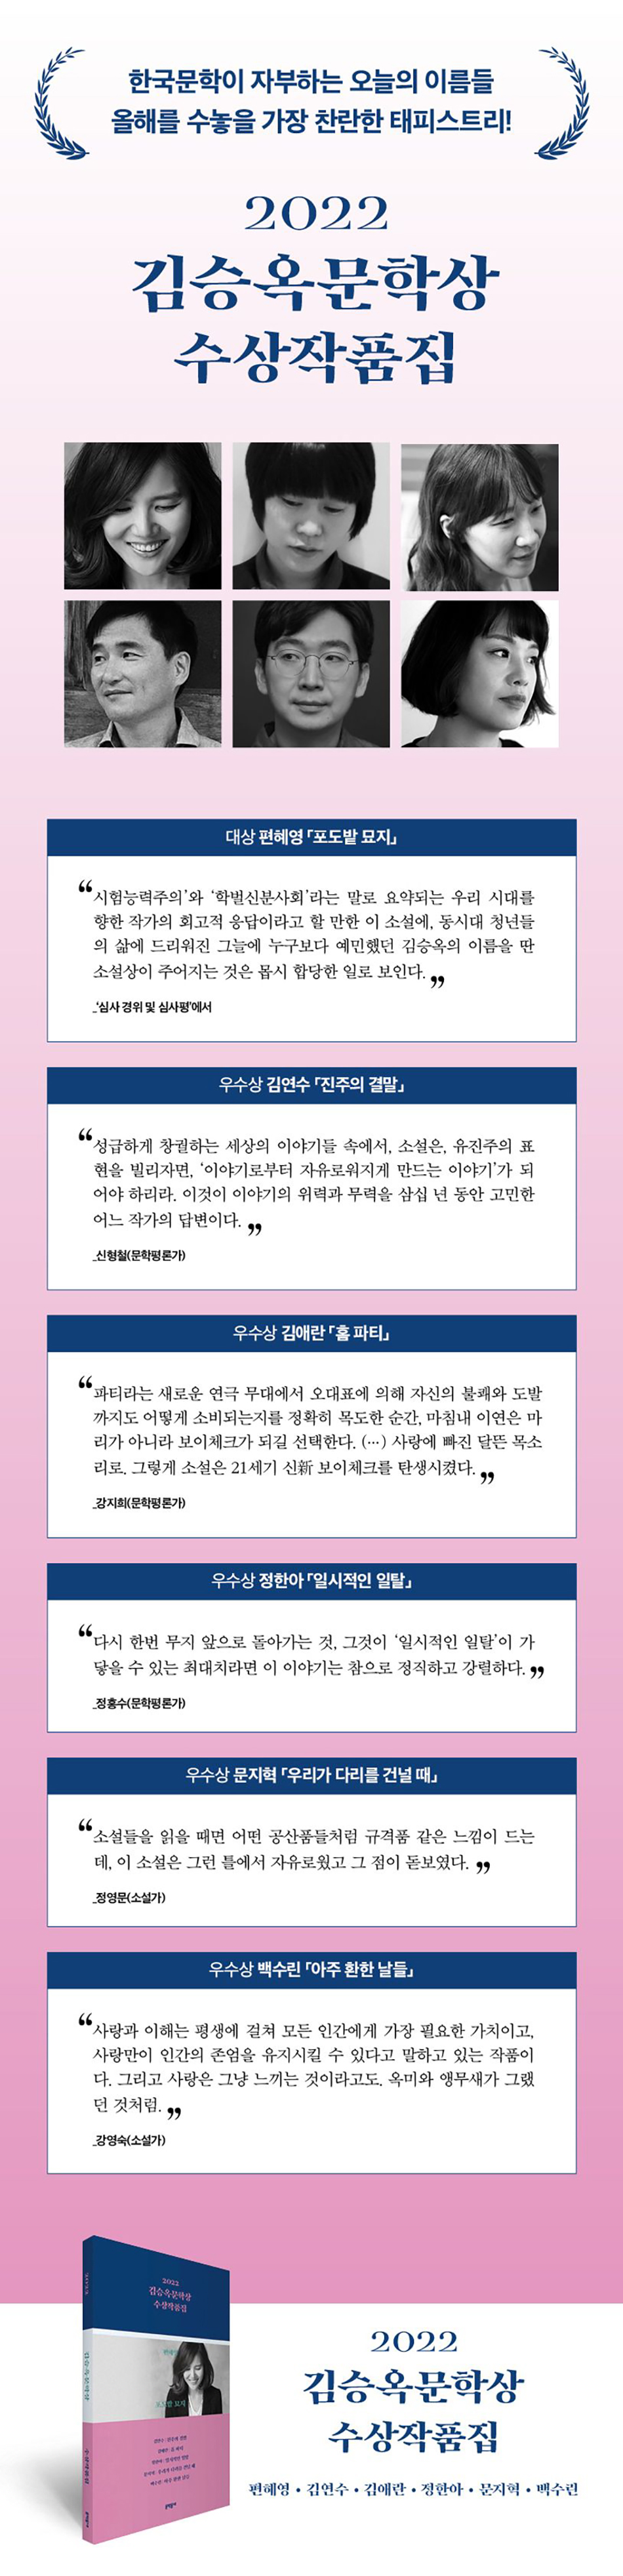 한국문학이 자부하는 오늘의 이름들
올해를 수놓을 가장 찬란한 태피스트리!
2022
김승옥문학상
수상작품집
대상 편혜영 「포도밭 묘지」
“시험능력주의’와 ‘학벌신분사회’라는 말로 요약되는 우리 시대를
향한 작가의 회고적 응답이라고 할 만한 이 소설에, 동시대 청년들
의 삶에 드리워진 그늘에 누구보다 예민했던 김승옥의 이름을 딴
소설상이 주어지는 것은 몹시 합당한 일로 보인다.”
_‘심사 경위 및 심사평’에서
우수상 김연수 「진주의 결말」
“성급하게 창궐하는 세상의 이야기들 속에서, 소설은, 유진주의 표
현을 빌리자면, ‘이야기로부터 자유로워지게 만드는 이야기’가 되
어야 하리라. 이것이 이야기의 위력과 무력을 삼십 년 동안 고민한
어느 작가의 답변이다.”
_신형철(문학평론가)
우수상 김애란 「홈 파티」
“파티라는 새로운 연극 무대에서 오대표에 의해 자신의 불쾌와 도발
까지도 어떻게 소비되는지를 정확히 목도한 순간, 마침내 이연은 마
리가 아니라 보이체크가 되길 선택한다. (…) 사랑에 빠진 달뜬 목소
리로. 그렇게 소설은 21세기 신新 보이체크를 탄생시켰다.”
_강지희(문학평론가)
우수상 정한아 「일시적인 일탈」
“다시 한번 무지 앞으로 돌아가는 것, 그것이 ‘일시적인 일탈’이 가
닿을 수 있는 최대치라면 이 이야기는 참으로 정직하고 강렬하다.”
_정홍수(문학평론가)
우수상 문지혁 「우리가 다리를 건널 때」
“소설들을 읽을 때면 어떤 공산품들처럼 규격품 같은 느낌이 드는
데, 이 소설은 그런 틀에서 자유로웠고 그 점이 돋보였다.”
_정영문(소설가)
우수상 백수린 「아주 환한 날들」
“사랑과 이해는 평생에 걸쳐 모든 인간에게 가장 필요한 가치이고,
사랑만이 인간의 존엄을 유지시킬 수 있다고 말하고 있는 작품이
다. 그리고 사랑은 그냥 느끼는 것이라고도. 옥미와 앵무새가 그랬
던 것처럼.”
_강영숙(소설가)
2022
김승옥문학상
수상작품집
편혜영
포도밭 묘지
2022
김승옥문학상
수상작품집
편혜영 • 김연수 • 김애란 • 정한아 • 문지혁 • 백수린